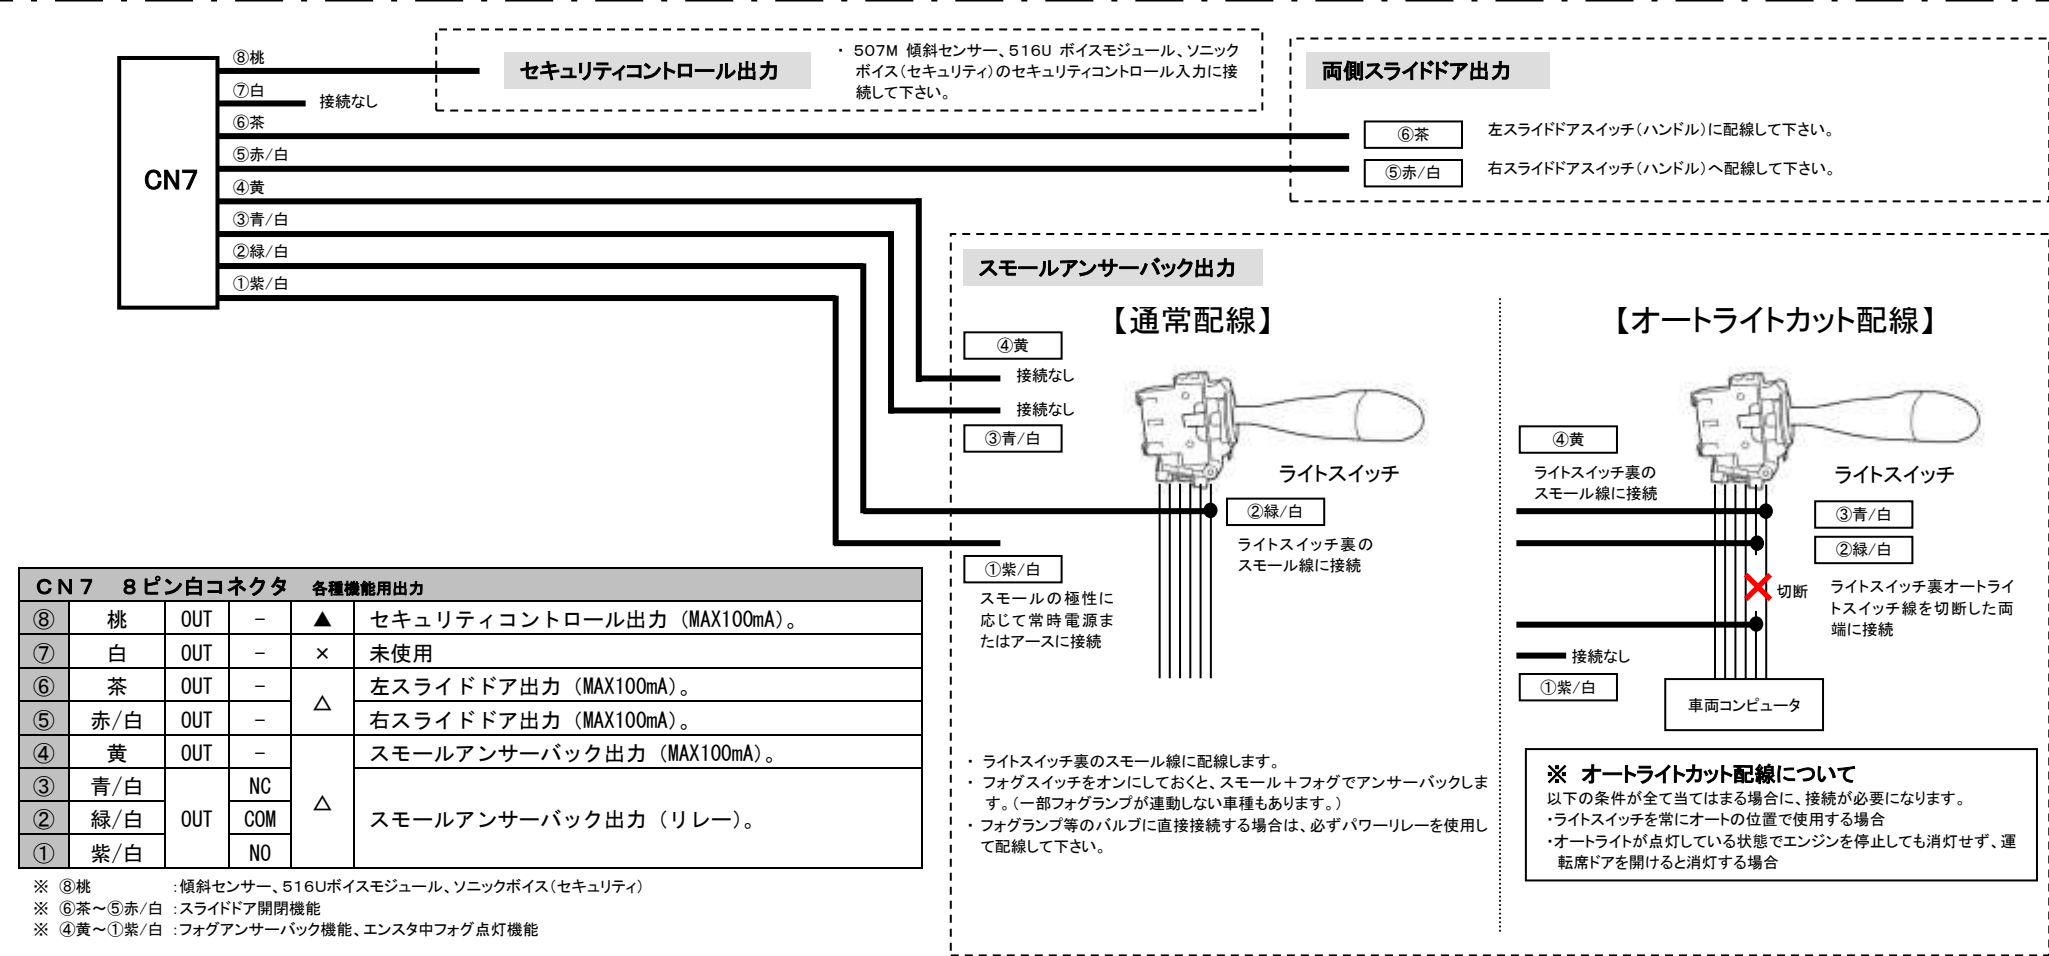 CN7
⑧桃
⑦白
接続なし
⑥茶
⑤赤/白
④黄
③青/白
②緑/白
①紫/白
セキュリティコントロール出力
・ 507M 傾斜センサー、516U ボイスモジュール、ソニック
ボイス(セキュリティ)のセキュリティコントロール入力に接
続して下さい。
両側スライドドア出力
⑥茶
左スライドドアスイッチ(ハンドル)に配線して下さい。
⑤赤/白
右スライドドアスイッチ(ハンドル)へ配線して下さい。
スモールアンサーバック出力
【通常配線】
④黄
接続なし
接続なし
③青/白
ライトスイッチ
②緑/白
ライトスイッチ裏の
スモール線に接続
①紫/白
スモールの極性に
応じて常時電源ま
たはアースに接続
・ ライトスイッチ裏のスモール線に配線します。
・ フォグスイッチをオンにしておくと、スモール+フォグでアンサーバックしま
す。(一部フォグランプが連動しない車種もあります。)
・ フォグランプ等のバルブに直接接続する場合は、必ずパワーリレーを使用し
て配線して下さい。
【オートライトカット配線】
④黄
ライトスイッチ裏の
スモール線に接続
ライトスイッチ
③青/白
②緑/白
切断
ライトスイッチ裏オートライ
トスイッチ線を切断した両
端に接続
接続なし
①紫/白
車両コンピュータ
※ オートライトカット配線について
以下の条件が全て当てはまる場合に、接続が必要になります。
・ライトスイッチを常にオートの位置で使用する場合
・オートライトが点灯している状態でエンジンを停止しても消灯せず、運
転席ドアを開けると消灯する場合
CN7 8ピン白コネクタ 各種機能用出力
⑧ 桃 OUT - ▲ セキュリティコントロール出力(MAX100mA)。
⑦ 白 OUT - × 未使用
⑥ 茶 OUT - △ 左スライドドア出力(MAX100mA)。
⑤ 赤/白 OUT - 右スライドドア出力(MAX100mA)。
④ 黄 OUT - △ スモールアンサーバック出力(MAX100mA)。
③ 青/白 OUT NC スモールアンサーバック出力(リレー)。
② 緑/白 COM
① 紫/白 NO
※ ⑧桃 :傾斜センサー、516Uボイスモジュール、ソニックボイス(セキュリティ)
※ ⑥茶～⑤赤/白 :スライドドア開閉機能
※ ④黄～①紫/白 :フォグアンサーバック機能、エンスタ中フォグ点灯機能